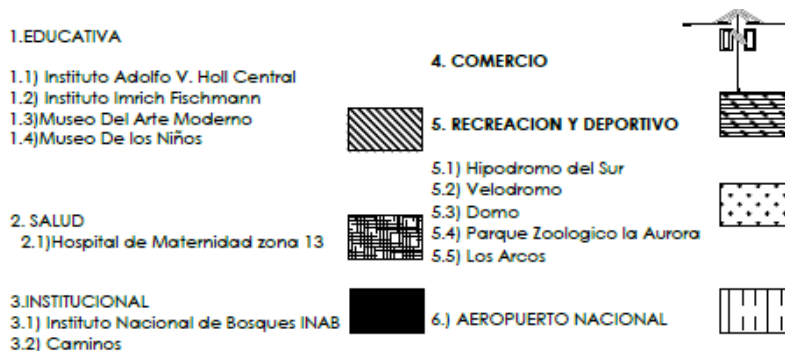 1.EDUCATIVA
1.1) Instituto Adolfo V. Holl Central
1.2) Instituto Imrich Fischmann
1.3)Museo Del Arte Moderno
1.4)Museo De los Niños
2. SALUD
2.1)Hospital de Maternidad zona 13
3.INSTITUCIONAL
3.1) Instituto Nacional de Bosques INAB
3.2) Caminos
4. COMERCIO
5. RECREACION Y DEPORTIVO
5.1) Hipodromo del Sur
5.2) Velodromo
5.3) Domo
5.4) Parque Zoologico la Aurora
5.5) Los Arcos
6.) AEROPUERTO NACIONAL
N